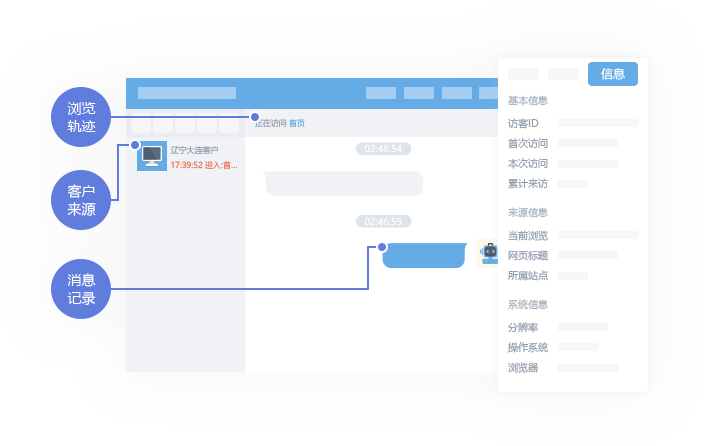 浏览
轨迹
客户
来源
消息
记录
正在访问 首页
辽宁大连客户
17:39:52 进入:首...
02:46:54
02:46:55
信息
基本信息
访客ID
首次访问
本次访问
累计来访
来源信息
当前浏览
网页标题
所属站点
系统信息
分辨率
操作系统
浏览器